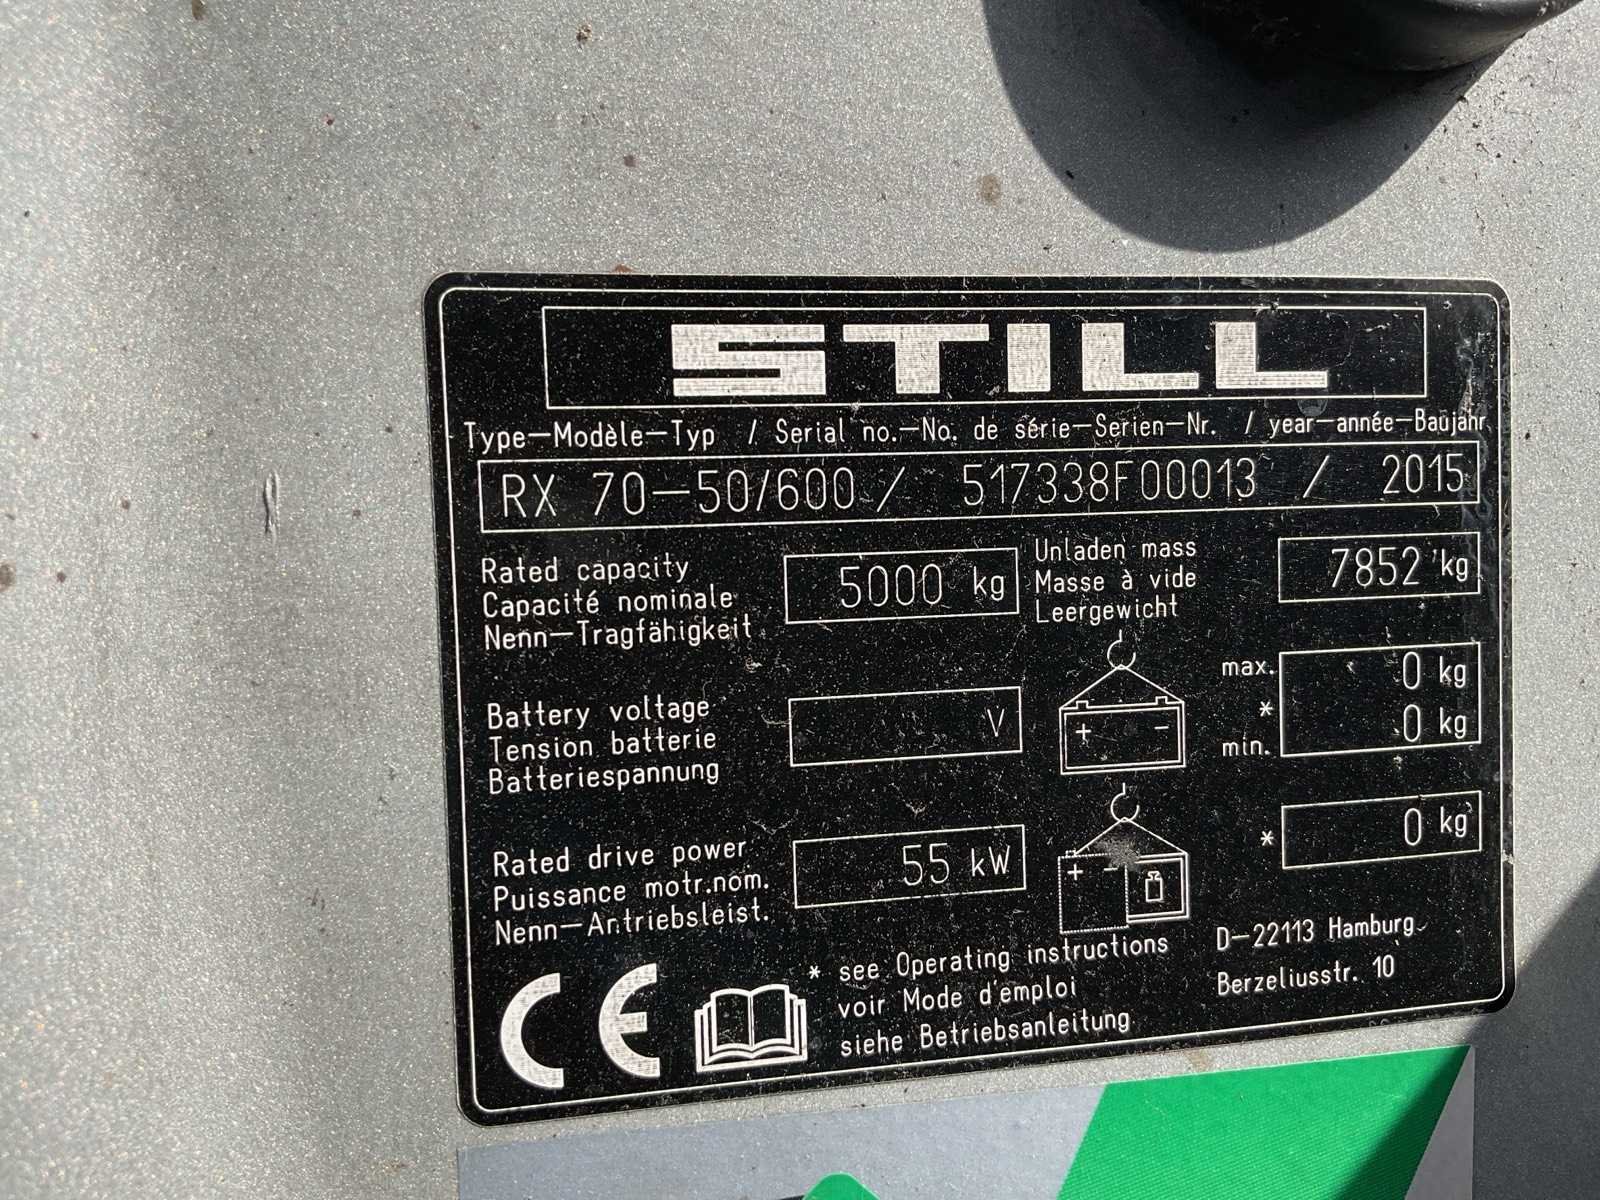 STILL
Type-Modèle-Typ / Serial no.-No. de série-Serien-Nr. / year-année-Baujahr
RX 70-50/600 / 517338F00013 / 2015
Rated capacity
Capacité nominale
Nenn-Tragfähigkeit
5000 kg
Unladen mass
Masse à vide
Leergewicht
7852 kg
Battery voltage
Tension batterie
Batteriespannung
V
+ -
max. 0 kg
*
min. 0 kg
Rated drive power
Puissance motr.nom.
Nenn-Antriebsleist.
55 kW
+ -
* 0 kg
CE
* see Operating instructions
voir Mode d'emploi
siehe Betriebsanleitung
D-22113 Hamburg
Berzeliusstr. 10